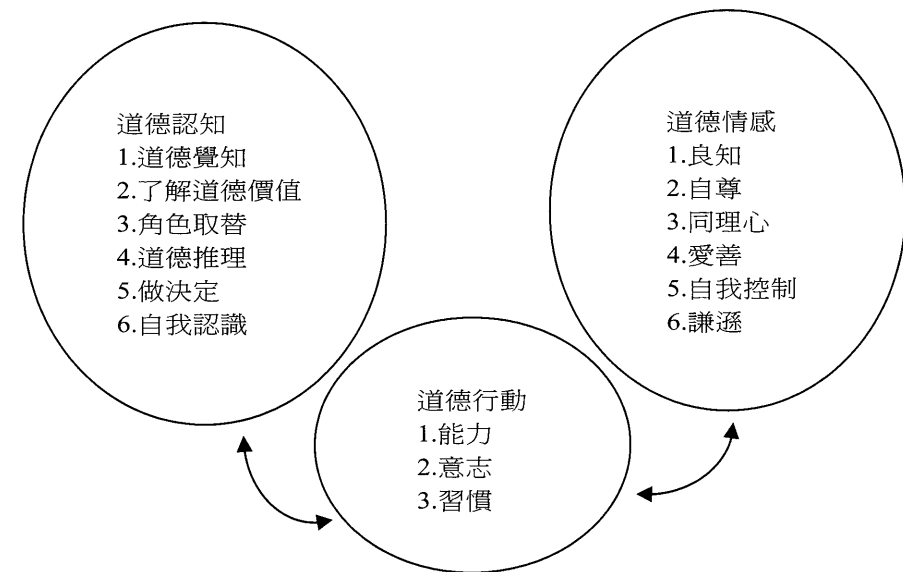 道德認知
1.道德覺知
2.了解道德價值
3.角色取替
4.道德推理
5.做決定
6.自我認識
道德情感
1.良知
2.自尊
3.同理心
4.愛善
5.自我控制
6.謙遜
道德行動
1.能力
2.意志
3.習慣